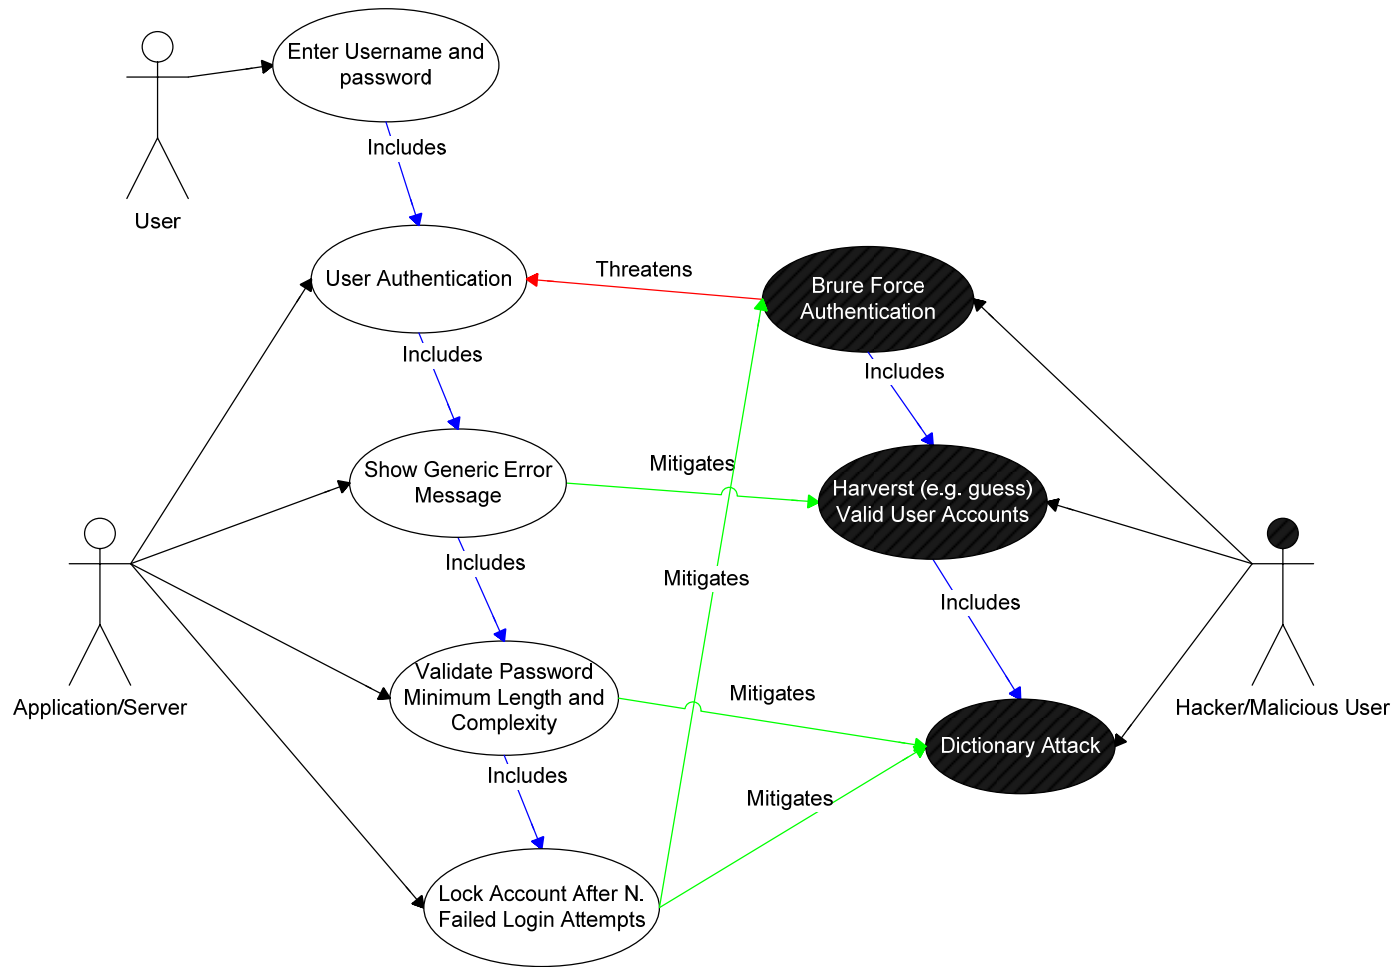 Enter Username and
password
Includes
User
User Authentication
Threatens
Brure Force
Authentication
Includes
Includes
Show Generic Error
Message
Mitigates
Harverst (e.g. guess)
Valid User Accounts
Includes
Mitigates
Includes
Application/Server
Validate Password
Minimum Length and
Complexity
Mitigates
Hacker/Malicious User
Dictionary Attack
Includes
Mitigates
Lock Account After N.
Failed Login Attempts